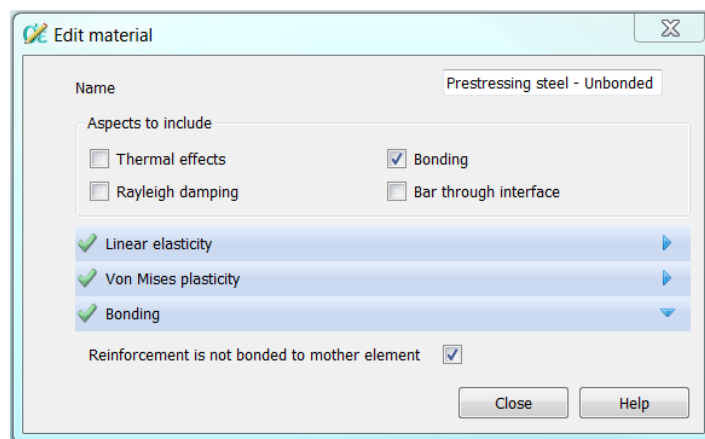 Edit material
Name Prestressing steel - Unbonded
Aspects to include
Thermal effects Bonding
Rayleigh damping Bar through interface
Linear elasticity
Von Mises plasticity
Bonding
Reinforcement is not bonded to mother element
Close Help